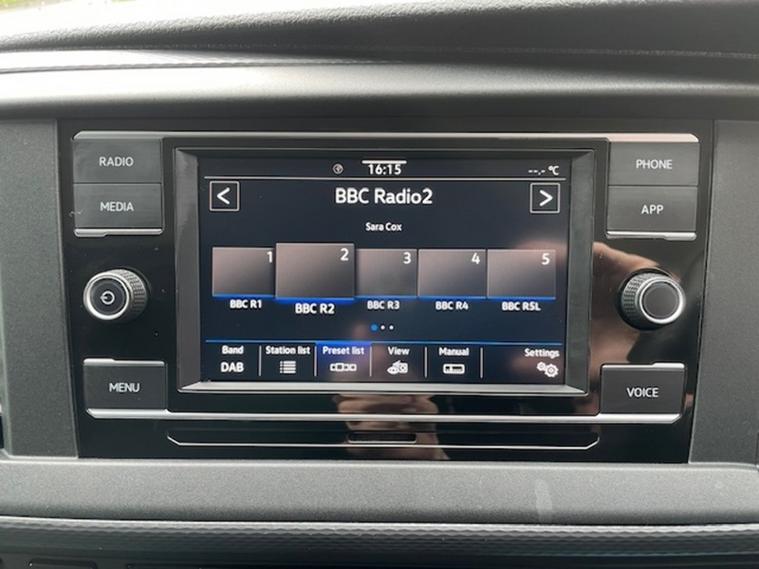 RADIO
MEDIA
MENU
16:15
--,- °C
BBC Radio2
Sara Cox
1
2
3
4
5
BBC R1
BBC R2
BBC R3
BBC R4
BBC R5L
Band
DAB
Station list
Preset list
View
Manual
Settings
PHONE
APP
VOICE